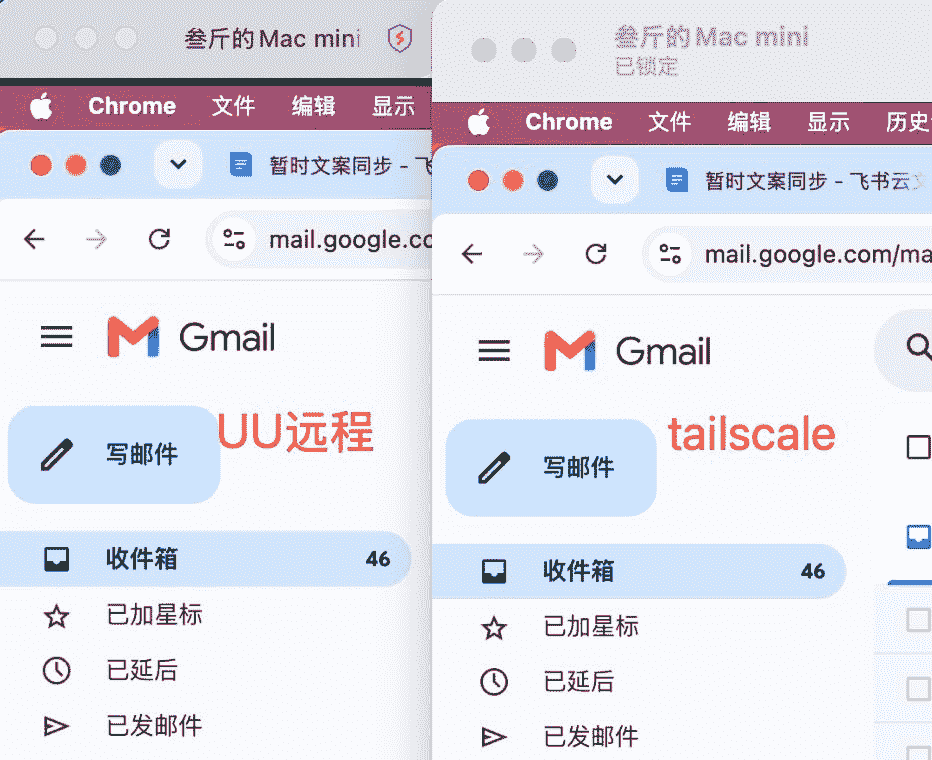 叁斤的Mac mini
Chrome 文件 编辑 显示
暂时文案同步 - 飞
mail.google.co
Gmail
写邮件
UU远程
收件箱 46
已加星标
已延后
已发邮件
叁斤的Mac mini
已锁定
Chrome 文件 编辑 显示 历史
暂时文案同步 - 飞书云文
mail.google.com/ma
Gmail
写邮件
tailscale
收件箱 46
已加星标
已延后
已发邮件